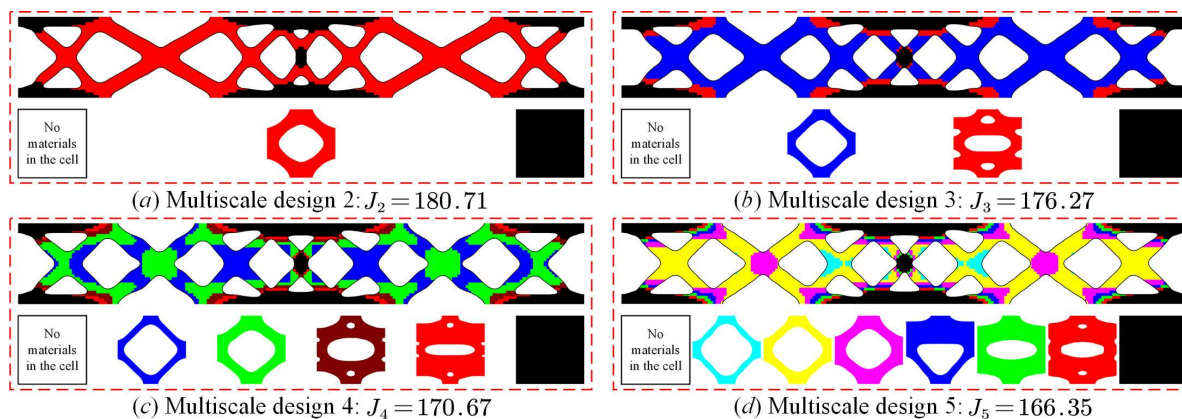 No
materials
in the cell
(a) Multiscale design 2: J₂=180.71
No
materials
in the cell
(b) Multiscale design 3: J₃=176.27
No
materials
in the cell
(c) Multiscale design 4: J₄=170.67
No
materials
in the cell
(d) Multiscale design 5: J₅=166.35